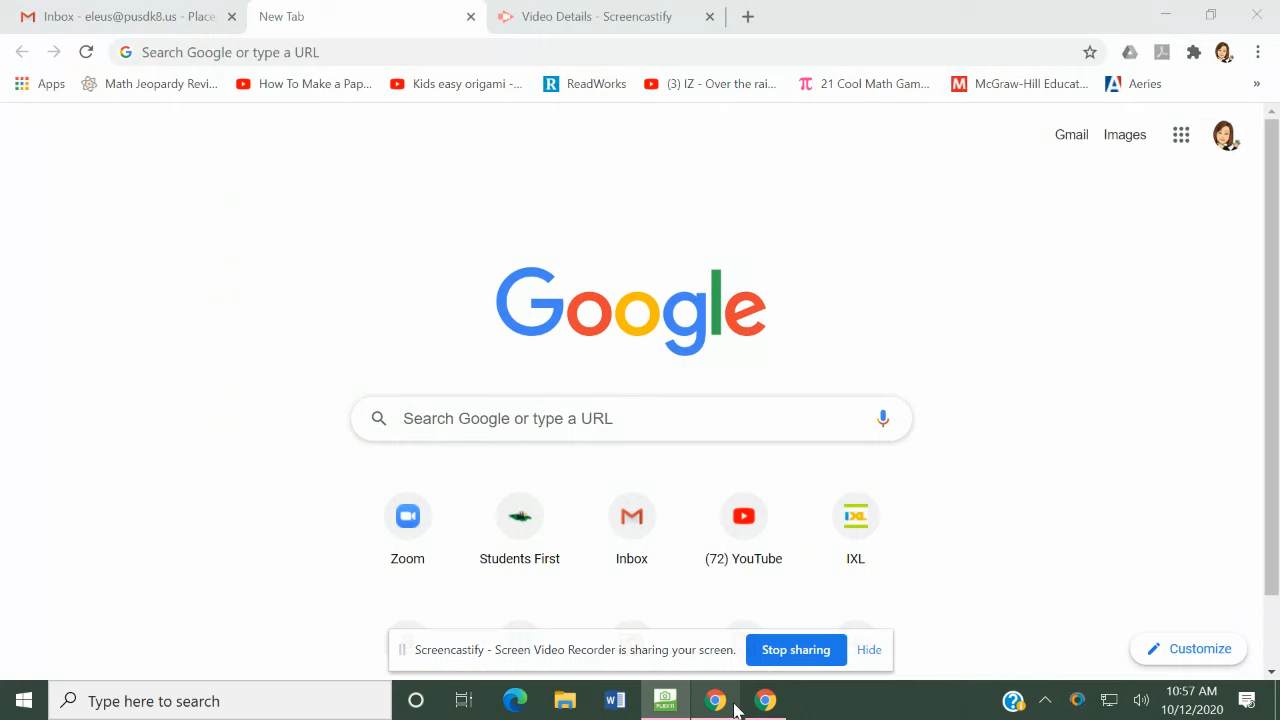 Inbox - eleus@pusdk8.us - Place
New Tab
Video Details - Screencastify
Search Google or type a URL
Apps
Math Jeopardy Revi...
How To Make a Pap...
Kids easy origami -...
ReadWorks
(3) IZ - Over the rai...
21 Cool Math Gam...
McGraw-Hill Educat...
Aeries
»
Gmail
Images
Google
Search Google or type a URL
Zoom
Students First
Inbox
(72) YouTube
IXL
Screencastify - Screen Video Recorder is sharing your screen.
Stop sharing
Hide
Customize
Type here to search
10:57 AM
10/12/2020